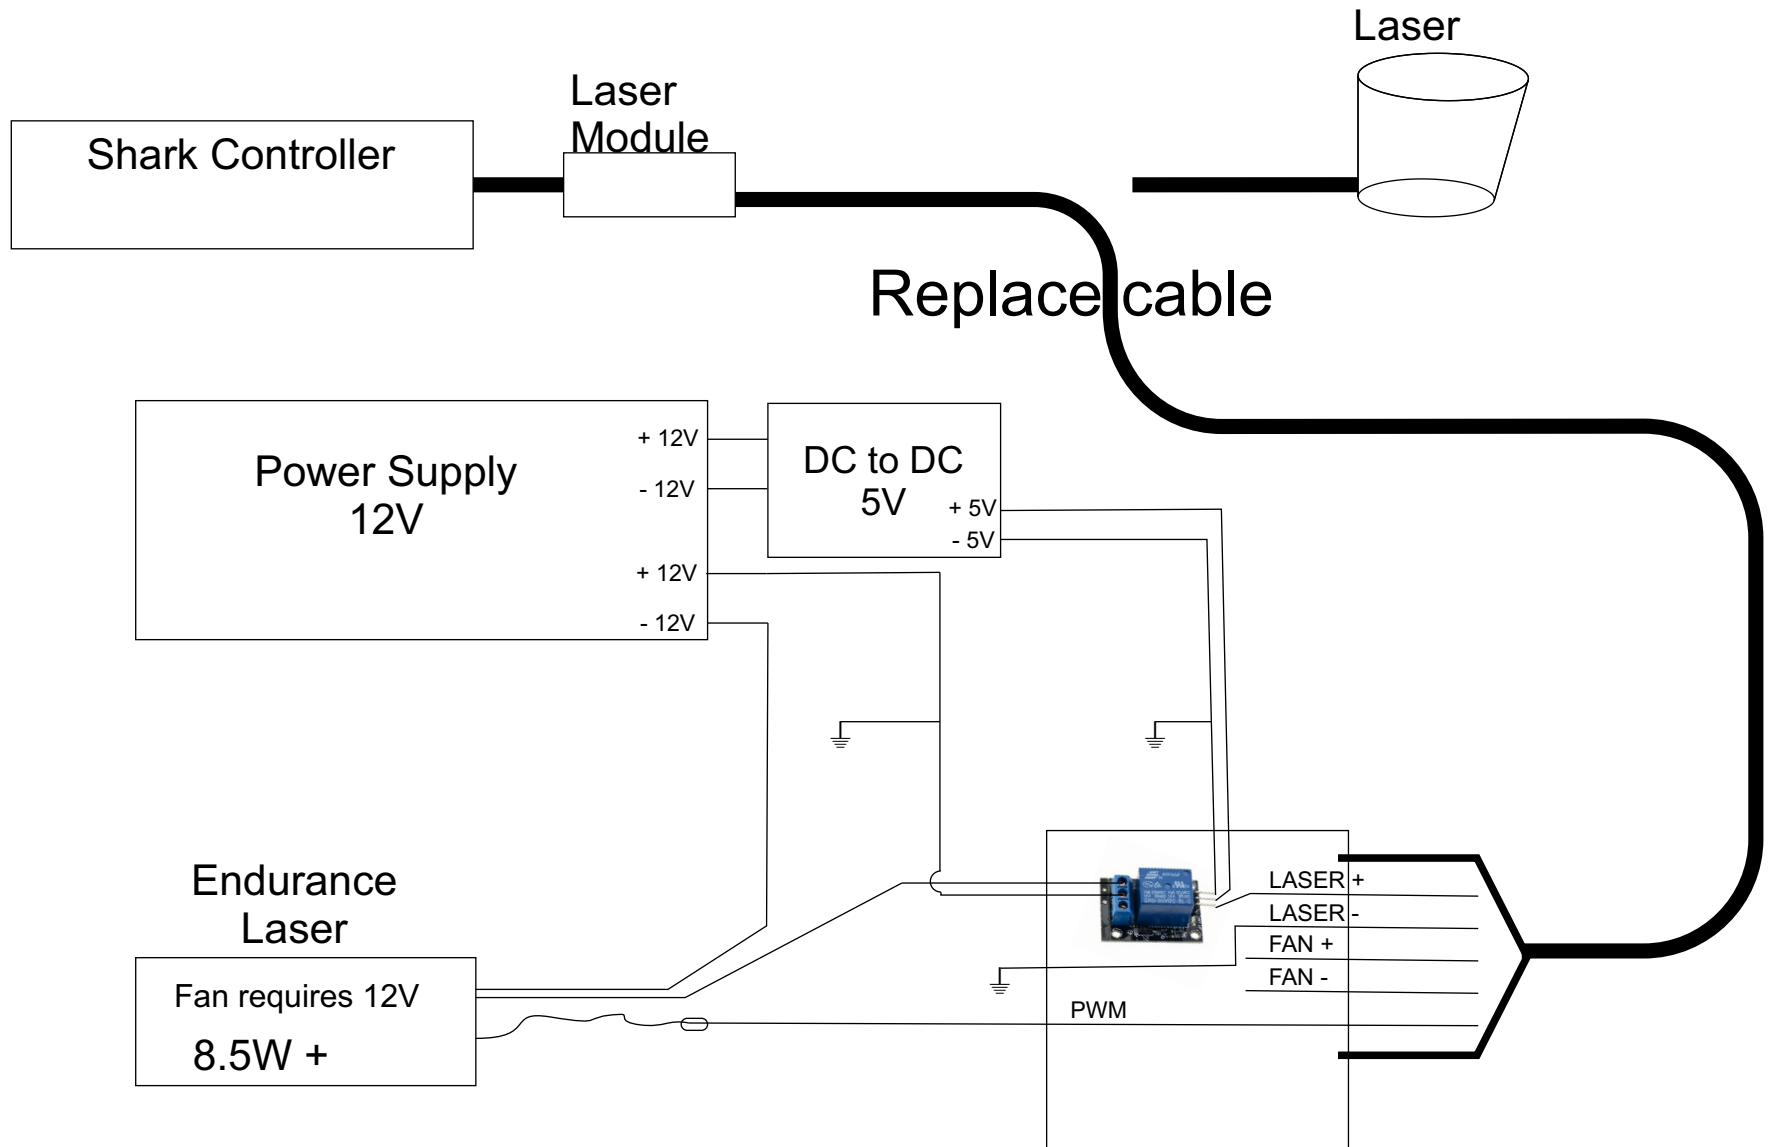 Laser
Laser
Module
Shark Controller
Replace cable
Power Supply
12V
+ 12V
- 12V
+ 12V
- 12V
DC to DC
5V
+ 5V
- 5V
Endurance
Laser
Fan requires 12V
8.5W +
LASER +
LASER -
FAN +
FAN -
PWM